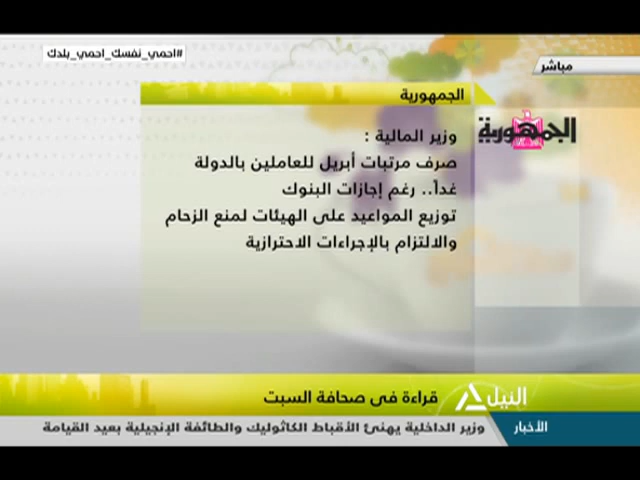 #احمي_نفسك_احمي_بلدك
مباشر
الجمهورية
الجمهورية
وزير المالية :
صرف مرتبات أبريل للعاملين بالدولة
غداً.. رغم إجازات البنوك
توزيع المواعيد على الهيئات لمنع الزحام
والالتزام بالإجراءات الاحترازية
النيل
قراءة فى صحافة السبت
الأخبار
وزير الداخلية يهنئ الأقباط الكاثوليك والطائفة الإنجيلية بعيد القيامة